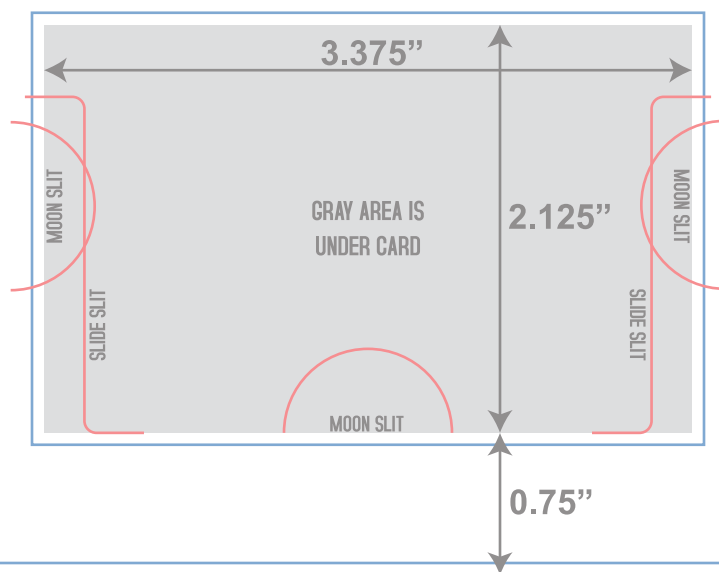 3.375”
MOON SLIT
GRAY AREA IS
UNDER CARD
2.125”
MOON SLIT
SLIDE SLIT
SLIDE SLIT
MOON SLIT
0.75”